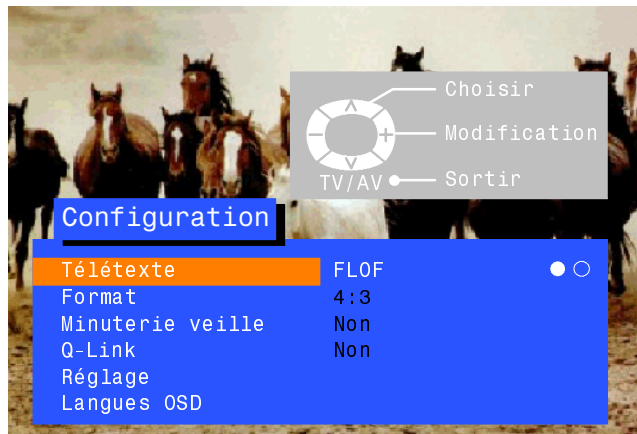 Choisir
Modification
TV/AV Sortir
Configuration
Télétexte FLOF
Format 4:3
Minuterie veille Non
Q-Link Non
Réglage
Langues OSD